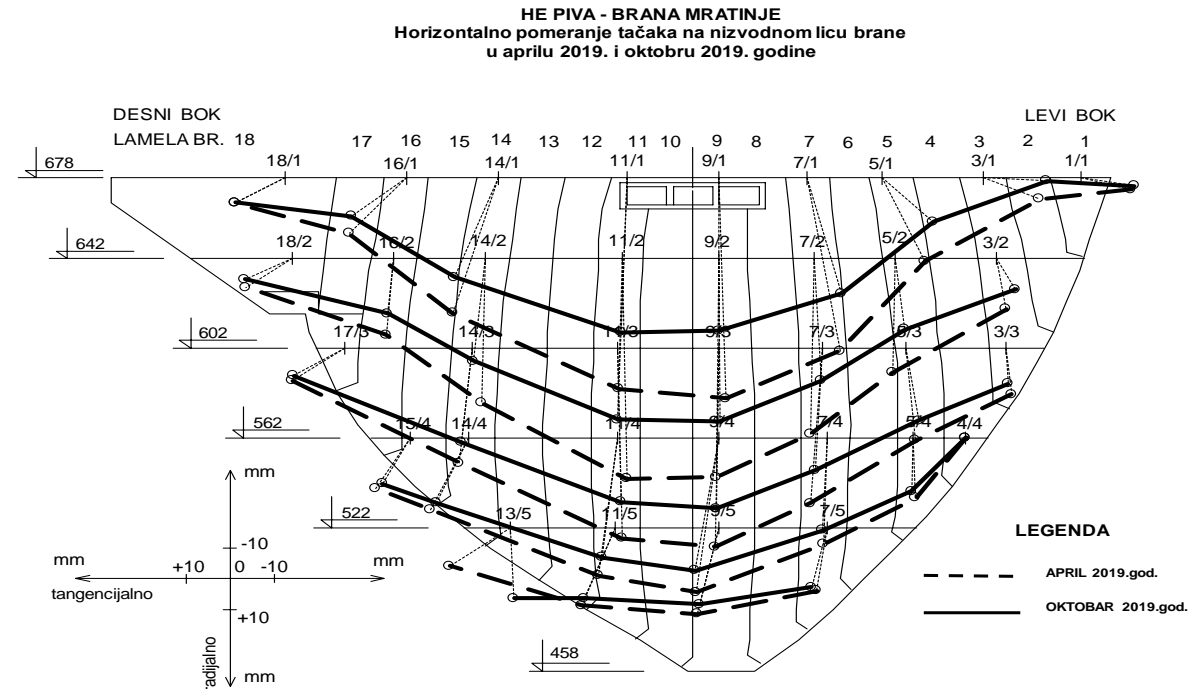 HE PIVA - BRANA MRATINJE
Horizontalno pomeranje tačaka na nizvodnom licu brane
u aprilu 2019. i oktobru 2019. godine
DESNI BOK
LEVI BOK
LAMELA BR. 18 17 16 15 14 13 12 11 10 9 8 7 6 5 4 3 2 1
678 18/1 16/1 14/1 11/1 9/1 7/1 5/1 3/1 1/1
642 18/2 16/2 14/2 11/2 9/2 7/2 5/2 3/2
602 17/3 14/3 11/3 9/3 7/3 5/3 3/3
562 15/4 14/4 11/4 9/4 7/4 5/4 4/4
522 13/5 11/5 9/5 7/5
458
mm
-10
mm +10 0 -10 mm
tangencijalno
+10
mm
radijalno
LEGENDA
APRIL 2019.god.
OKTOBAR 2019.god.